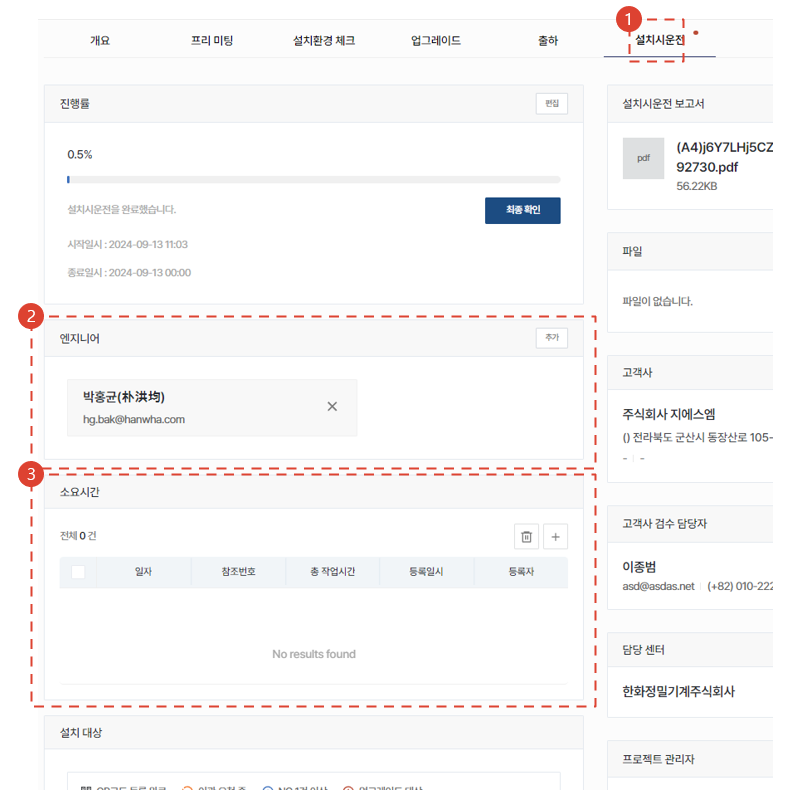 1
개요 프리 미팅 설치환경 체크 업그레이드 출하 설치시운전
진행률 편집
0.5%
설치시운전을 완료했습니다. 최종 확인
시작일시 : 2024-09-13 11:03
종료일시 : 2024-09-13 00:00
2
엔지니어 추가
박홍균(朴洪均)
hg.bak@hanwha.com
3
소요시간
전체 0 건
일자 참조번호 총 작업시간 등록일시 등록자
No results found
설치 대상
설치시운전 보고서
pdf
(A4)j6Y7LHj5CZ
92730.pdf
56.22KB
파일
파일이 없습니다.
고객사
주식회사 지에스엠
() 전라북도 군산시 동장산로 105-
- | -
고객사 검수 담당자
이종범
asd@asdas.net | (+82) 010-222
담당 센터
한화정밀기계주식회사
프로젝트 관리자